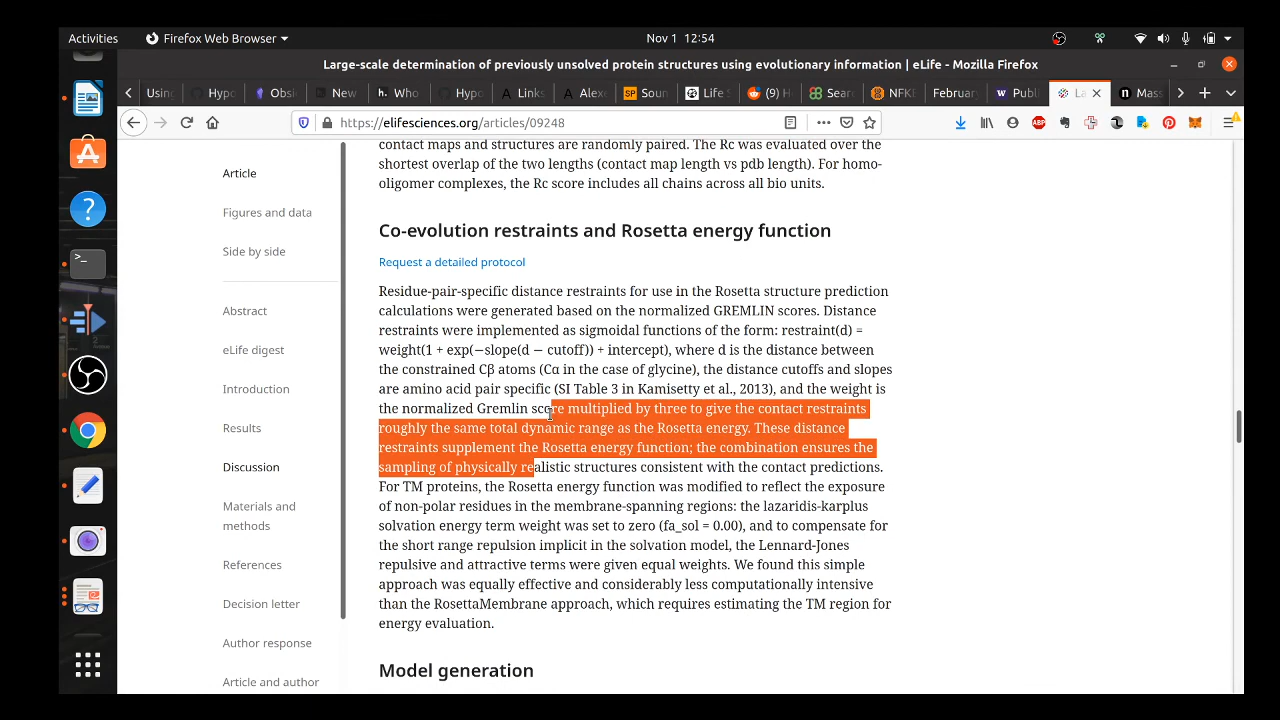 Activities
Firefox Web Browser
Nov 1 12:54
Large-scale determination of previously unsolved protein structures using evolutionary information | eLife - Mozilla Firefox
Using
Hypo
Obsi
New
Who
Hypo
Links
Alex
Soun
Life S
(9) H
Sear
NFKE
Februar
Publ
La
Mass
https://elifesciences.org/articles/09248
Article
Figures and data
Side by side
Abstract
eLife digest
Introduction
Results
Discussion
Materials and
methods
References
Decision letter
Author response
Article and author
contact maps and structures are randomly paired. The Rc was evaluated over the
shortest overlap of the two lengths (contact map length vs pdb length). For homo-
oligomer complexes, the Rc score includes all chains across all bio units.
Co-evolution restraints and Rosetta energy function
Request a detailed protocol
Residue-pair-specific distance restraints for use in the Rosetta structure prediction
calculations were generated based on the normalized GREMLIN scores. Distance
restraints were implemented as sigmoidal functions of the form: restraint(d) =
weight(1 + exp(−slope(d − cutoff)) + intercept), where d is the distance between
the constrained Cβ atoms (Cα in the case of glycine), the distance cutoffs and slopes
are amino acid pair specific (SI Table 3 in Kamisetty et al., 2013), and the weight is
the normalized Gremlin score multiplied by three to give the contact restraints
roughly the same total dynamic range as the Rosetta energy. These distance
restraints supplement the Rosetta energy function; the combination ensures the
sampling of physically realistic structures consistent with the contact predictions.
For TM proteins, the Rosetta energy function was modified to reflect the exposure
of non-polar residues in the membrane-spanning regions: the lazaridis-karplus
solvation energy term weight was set to zero (fa_sol = 0.00), and to compensate for
the short range repulsion implicit in the solvation model, the Lennard-Jones
repulsive and attractive terms were given equal weights. We found this simple
approach was equally effective and considerably less computationally intensive
than the RosettaMembrane approach, which requires estimating the TM region for
energy evaluation.
Model generation